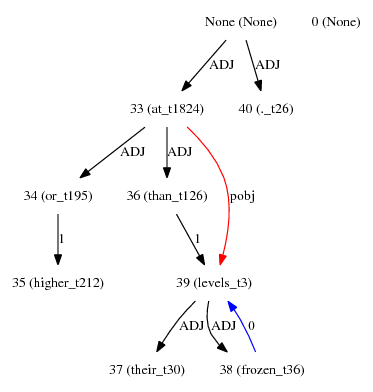 None (None) 0 (None)
ADJ ADJ
33 (at_t1824) 40 (._t26)
ADJ ADJ
34 (or_t195) 36 (than_t126) pobj
1 1
35 (higher_t212) 39 (levels_t3)
ADJ ADJ 0
37 (their_t30) 38 (frozen_t36)